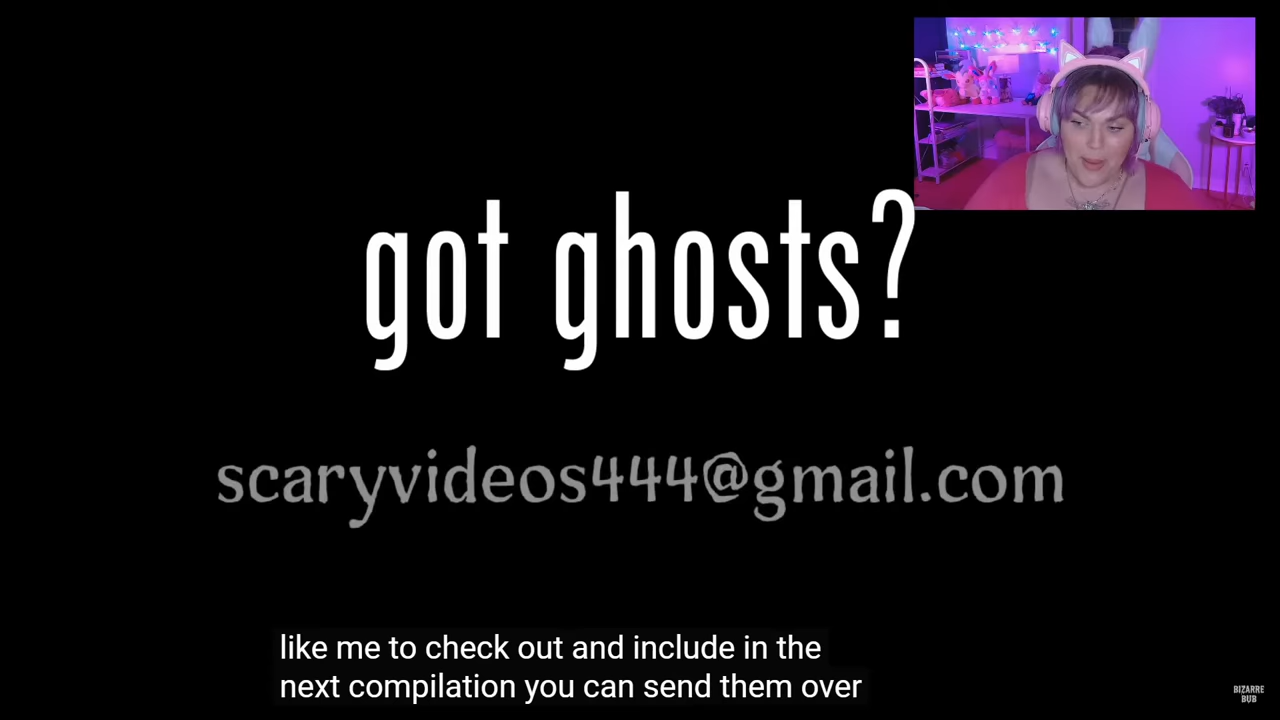 got ghosts?
scaryvideos444@gmail.com
like me to check out and include in the
next compilation you can send them over
BIZARRE
BUB